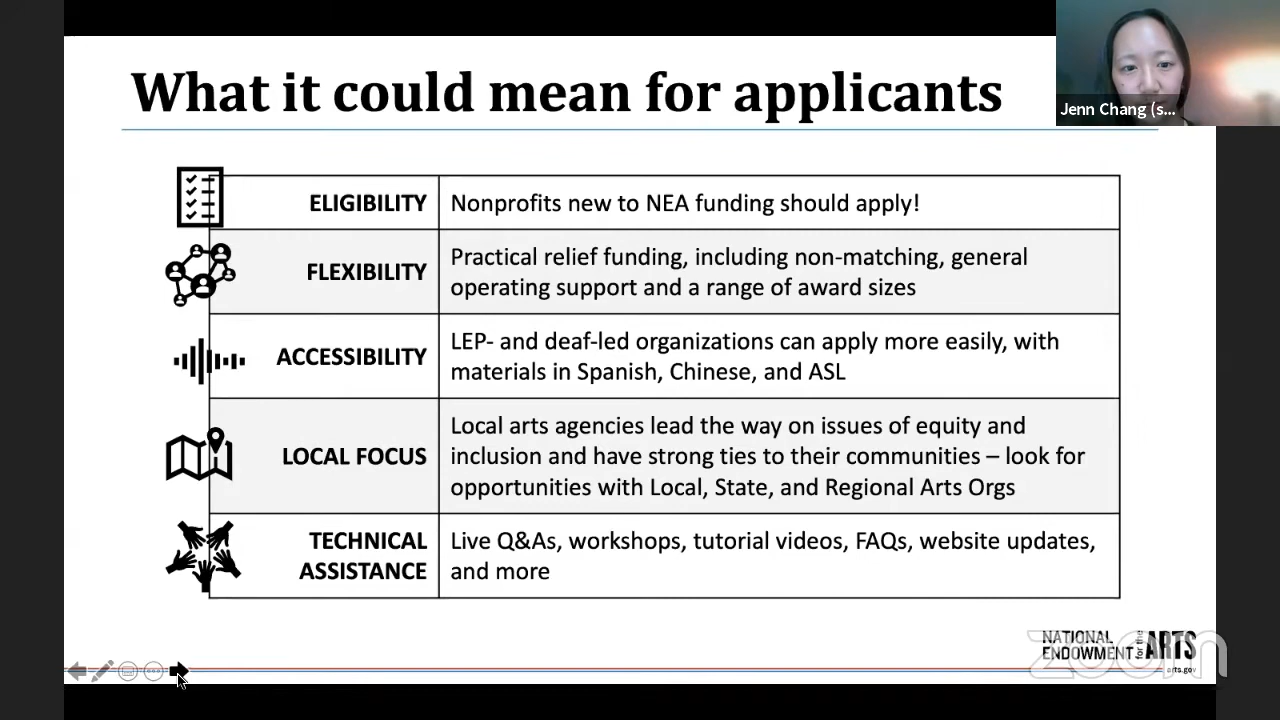 What it could mean for applicants
Jenn Chang (s...
ELIGIBILITY
Nonprofits new to NEA funding should apply!
FLEXIBILITY
Practical relief funding, including non-matching, general
operating support and a range of award sizes
ACCESSIBILITY
LEP- and deaf-led organizations can apply more easily, with
materials in Spanish, Chinese, and ASL
LOCAL FOCUS
Local arts agencies lead the way on issues of equity and
inclusion and have strong ties to their communities – look for
opportunities with Local, State, and Regional Arts Orgs
TECHNICAL
ASSISTANCE
Live Q&As, workshops, tutorial videos, FAQs, website updates,
and more
NATIONAL
ENDOWMENT for the ARTS
arts.gov
zoom